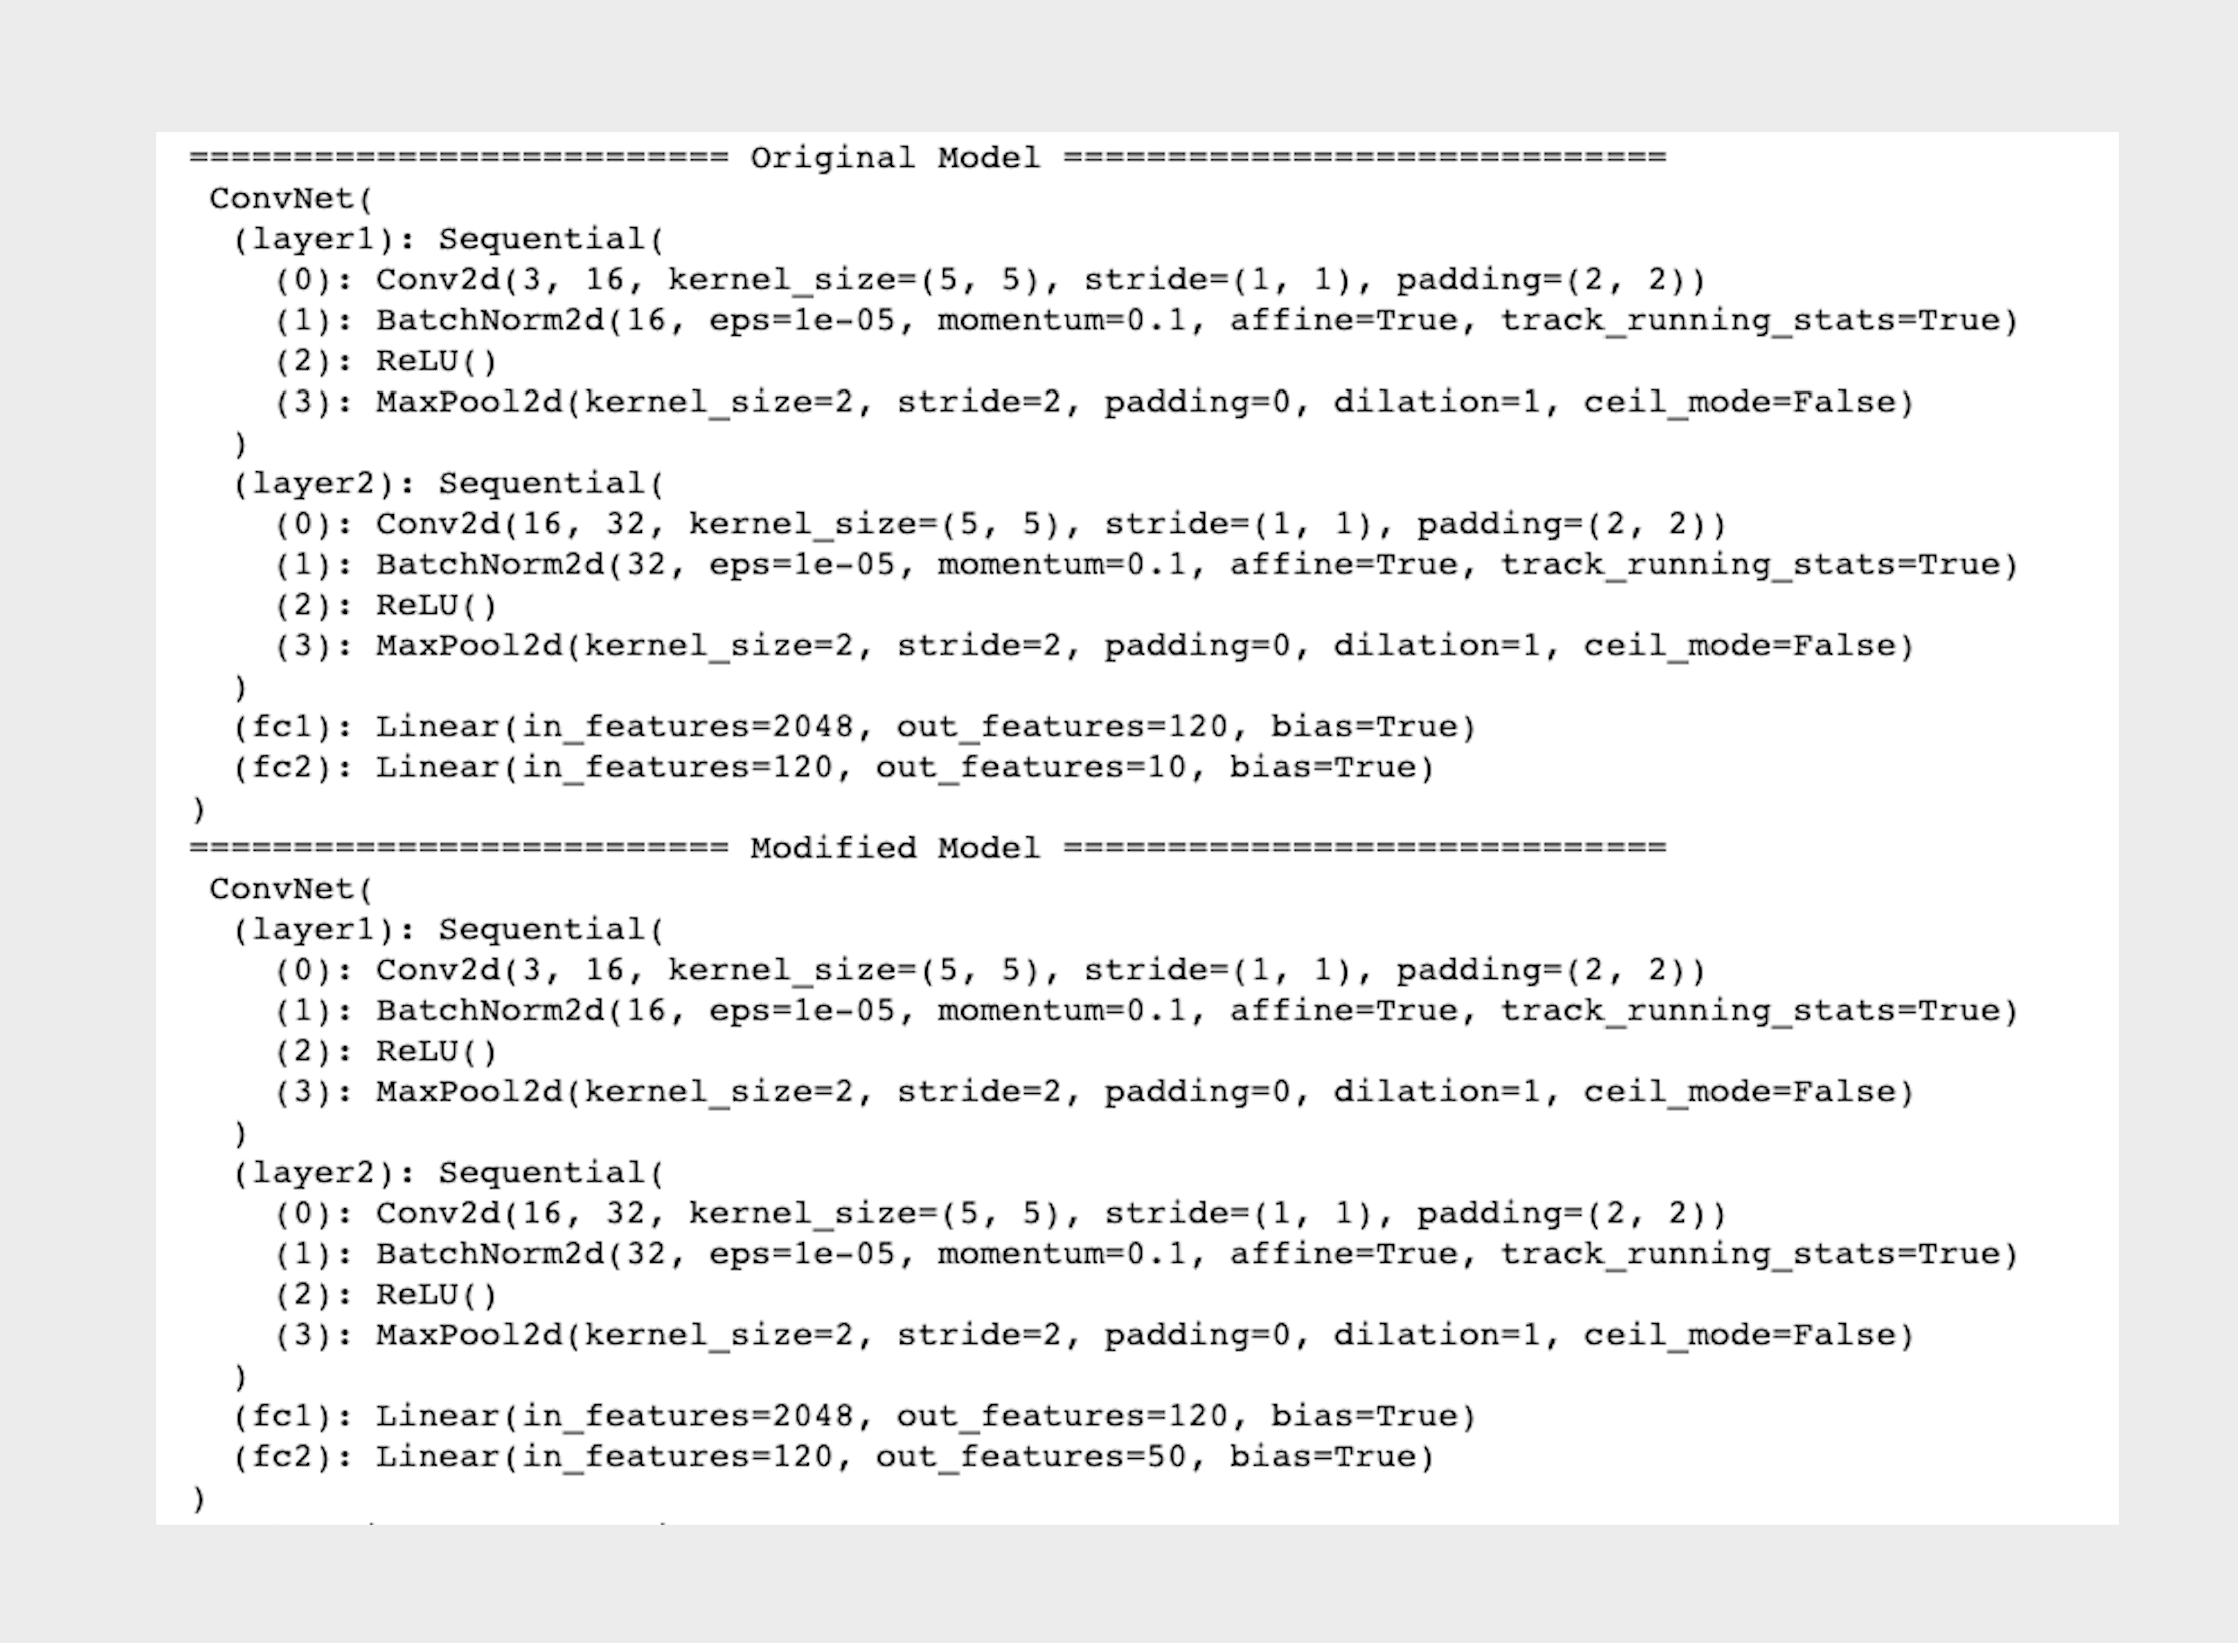 ========================== Original Model =============================
ConvNet(
(layer1): Sequential(
(0): Conv2d(3, 16, kernel_size=(5, 5), stride=(1, 1), padding=(2, 2))
(1): BatchNorm2d(16, eps=1e-05, momentum=0.1, affine=True, track_running_stats=True)
(2): ReLU()
(3): MaxPool2d(kernel_size=2, stride=2, padding=0, dilation=1, ceil_mode=False)
)
(layer2): Sequential(
(0): Conv2d(16, 32, kernel_size=(5, 5), stride=(1, 1), padding=(2, 2))
(1): BatchNorm2d(32, eps=1e-05, momentum=0.1, affine=True, track_running_stats=True)
(2): ReLU()
(3): MaxPool2d(kernel_size=2, stride=2, padding=0, dilation=1, ceil_mode=False)
)
(fc1): Linear(in_features=2048, out_features=120, bias=True)
(fc2): Linear(in_features=120, out_features=10, bias=True)
)
========================== Modified Model =============================
ConvNet(
(layer1): Sequential(
(0): Conv2d(3, 16, kernel_size=(5, 5), stride=(1, 1), padding=(2, 2))
(1): BatchNorm2d(16, eps=1e-05, momentum=0.1, affine=True, track_running_stats=True)
(2): ReLU()
(3): MaxPool2d(kernel_size=2, stride=2, padding=0, dilation=1, ceil_mode=False)
)
(layer2): Sequential(
(0): Conv2d(16, 32, kernel_size=(5, 5), stride=(1, 1), padding=(2, 2))
(1): BatchNorm2d(32, eps=1e-05, momentum=0.1, affine=True, track_running_stats=True)
(2): ReLU()
(3): MaxPool2d(kernel_size=2, stride=2, padding=0, dilation=1, ceil_mode=False)
)
(fc1): Linear(in_features=2048, out_features=120, bias=True)
(fc2): Linear(in_features=120, out_features=50, bias=True)
)